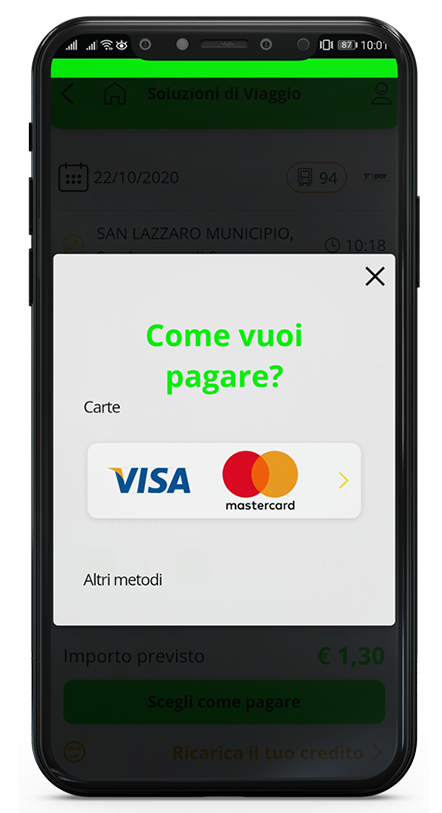 87 10:01
Soluzioni di Viaggio
22/10/2020 94 Tper
SAN LAZZARO MUNICIPIO, 10:18
Come vuoi
pagare?
Carte
VISA mastercard
Altri metodi
Importo previsto € 1,30
Scegli come pagare
Ricarica il tuo credito